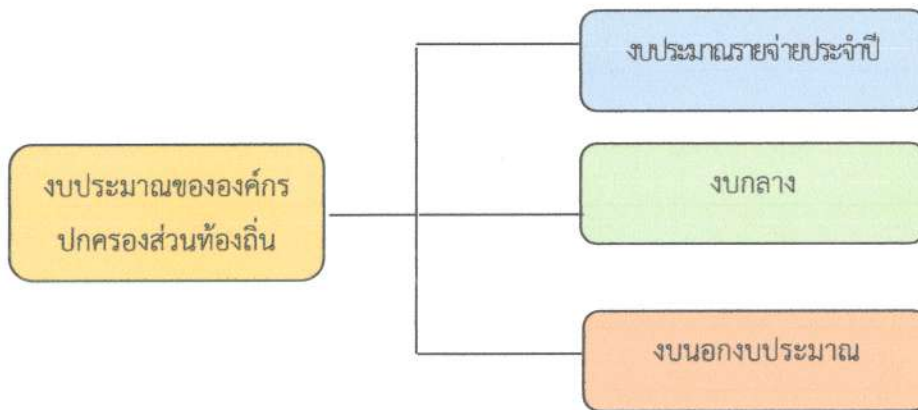 งบประมาณรายจ่ายประจำปี
งบประมาณขององค์กร
ปกครองส่วนท้องถิ่น
งบกลาง
งบนอกงบประมาณ